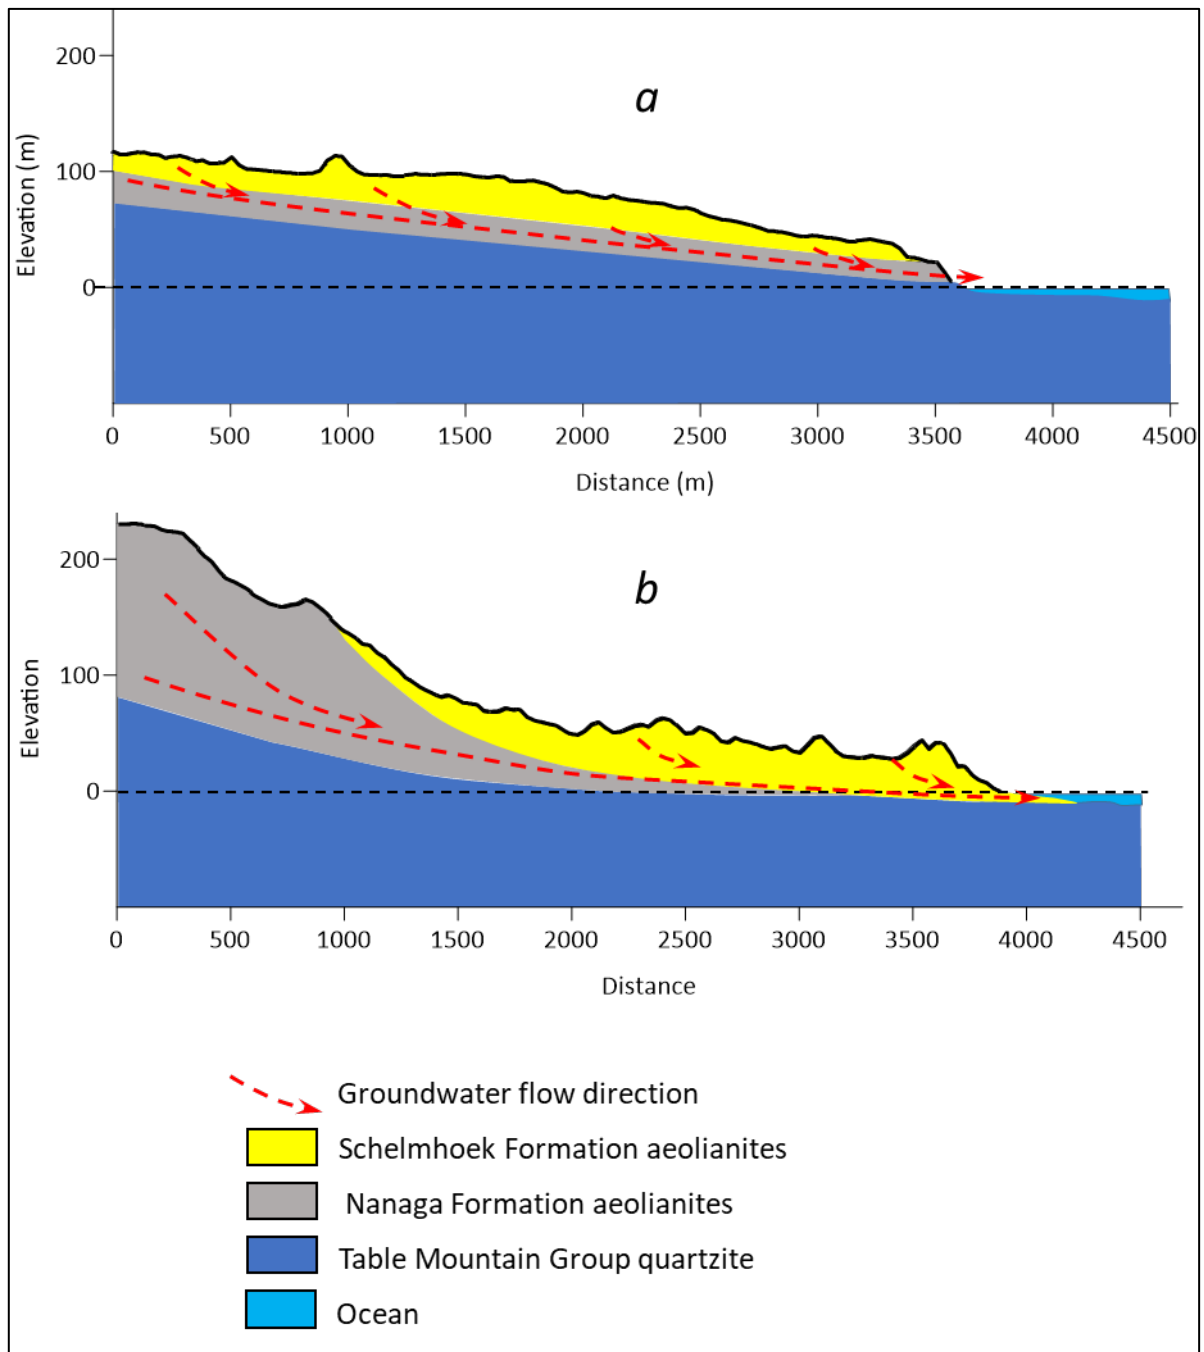 a
200
100
0
Elevation (m)
0 500 1000 1500 2000 2500 3000 3500 4000 4500
Distance (m)
b
200
100
0
Elevation
0 500 1000 1500 2000 2500 3000 3500 4000 4500
Distance
Groundwater flow direction
Schelmhoek Formation aeolianites
Nanaga Formation aeolianites
Table Mountain Group quartzite
Ocean